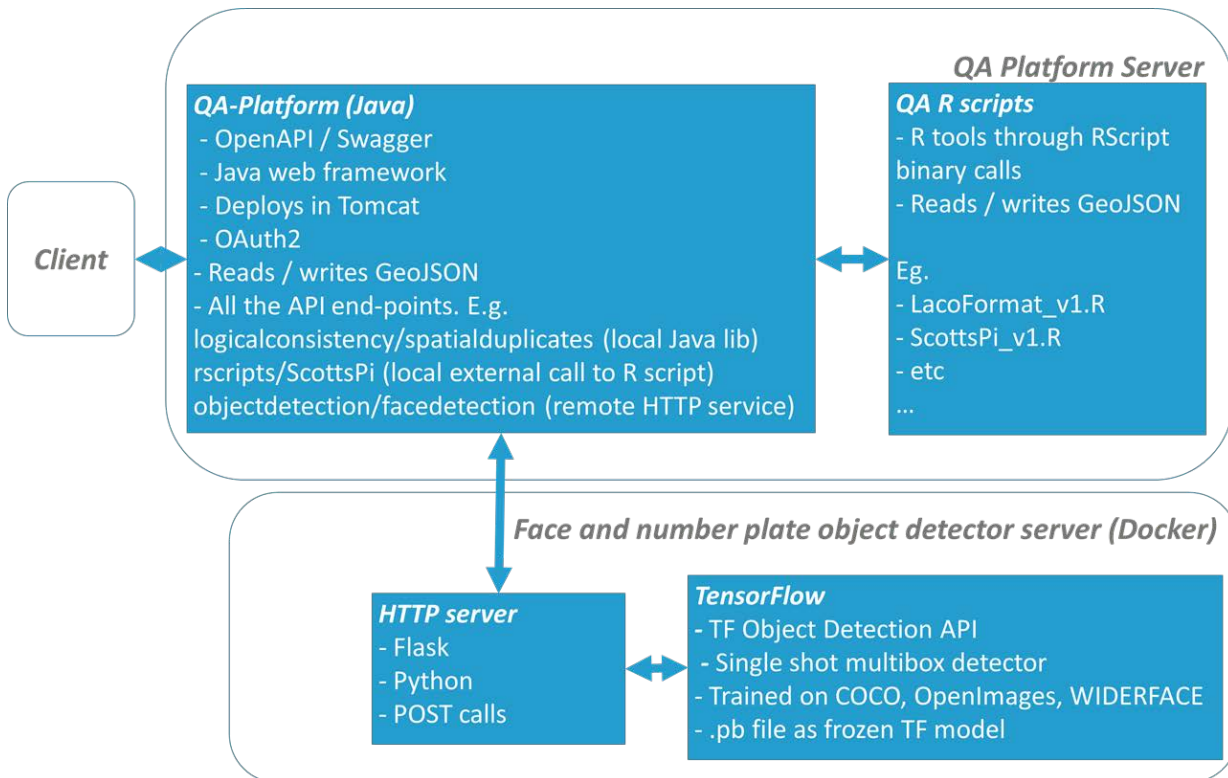 QA Platform Server
QA-Platform (Java)
- OpenAPI / Swagger
- Java web framework
- Deploys in Tomcat
- OAuth2
- Reads / writes GeoJSON
- All the API end-points. E.g.
logicalconsistency/spatialduplicates (local Java lib)
rscripts/ScottsPi (local external call to R script)
objectdetection/facedetection (remote HTTP service)
QA R scripts
- R tools through RScript
binary calls
- Reads / writes GeoJSON
Eg.
- LacoFormat_v1.R
- ScottsPi_v1.R
- etc
...
Client
Face and number plate object detector server (Docker)
HTTP server
- Flask
- Python
- POST calls
TensorFlow
- TF Object Detection API
- Single shot multibox detector
- Trained on COCO, OpenImages, WIDERFACE
- .pb file as frozen TF model